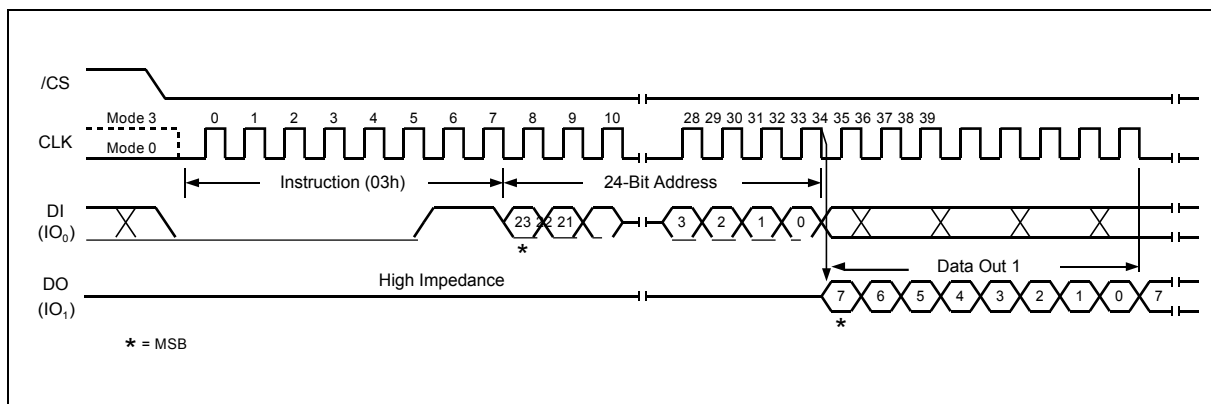 /CS
Mode 3
0 1 2 3 4 5 6 7 8 9 10 28 29 30 31 32 33 34 35 36 37 38 39
CLK
Mode 0
Instruction (03h)
24-Bit Address
DI
(IO0)
23 22 21 3 2 1 0
*
Data Out 1
DO
(IO1)
High Impedance
7 6 5 4 3 2 1 0 7
*
* = MSB